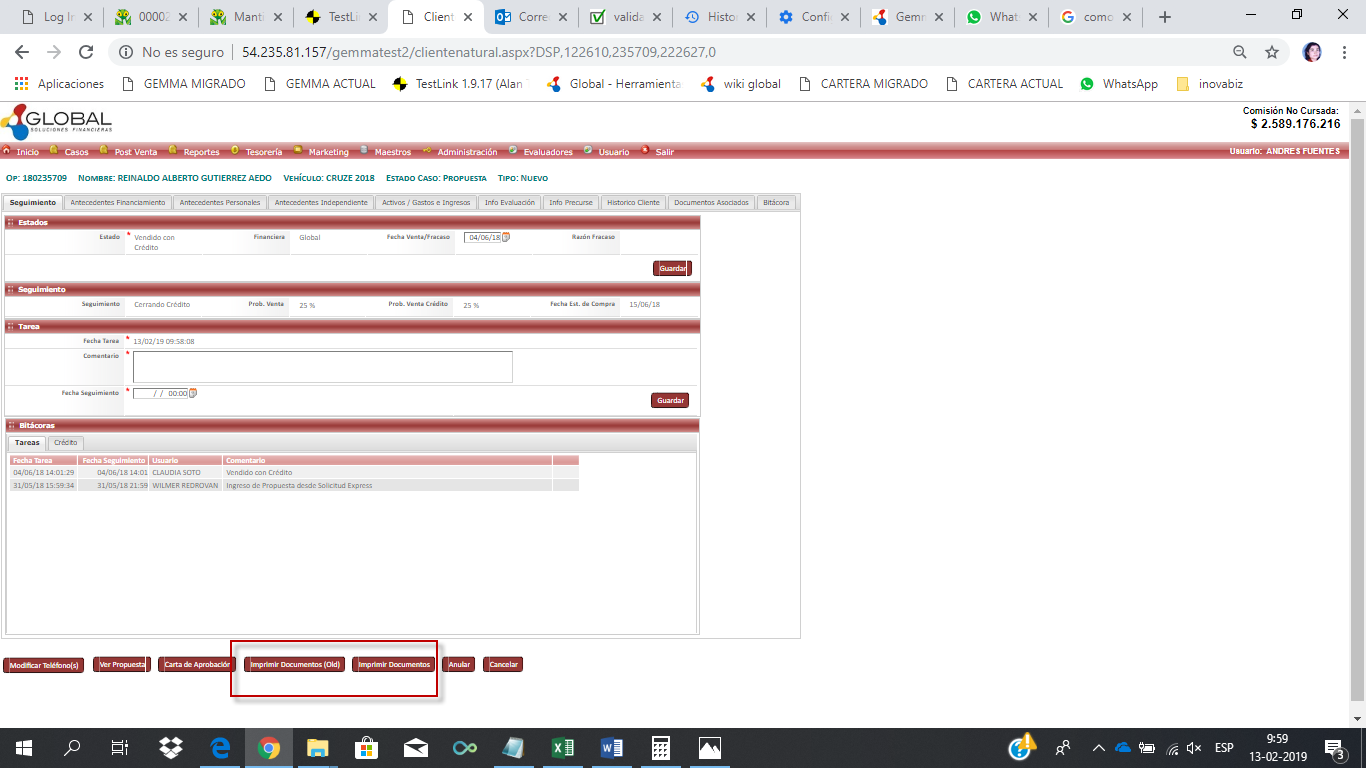 Log In 00002 Manti TestLin Client Corre valida Histor Confi Gemm Whats como
No es seguro 54.235.81.157/gemmatest2/clientenatural.aspx?DSP,122610,235709,222627,0
Aplicaciones GEMMA MIGRADO GEMMA ACTUAL TestLink 1.9.17 (Alan Global - Herramienta wiki global CARTERA MIGRADO CARTERA ACTUAL WhatsApp inovabiz
GLOBAL
SOLUCIONES FINANCIERAS
Comisión No Cursada:
$ 2.589.176.216
Inicio Casos Post Venta Reportes Tesorería Marketing Maestros Administración Evaluadores Usuario Salir Usuario: ANDRES FUENTES
OP: 180235709 NOMBRE: REINALDO ALBERTO GUTIERREZ AEDO VEHÍCULO: CRUZE 2018 ESTADO CASO: PROPUESTA TIPO: NUEVO
Seguimiento Antecedentes Financiamiento Antecedentes Personales Antecedentes Independiente Activos / Gastos e Ingresos Info Evaluación Info Precurse Historico Cliente Documentos Asociados Bitácora
Estados
Estado * Vendido con Crédito Financiera Global Fecha Venta/Fracaso 04/06/18 Razón Fracaso
Guardar
Seguimiento
Seguimiento Cerrando Crédito Prob. Venta 25 % Prob. Venta Crédito 25 % Fecha Est. de Compra 15/06/18
Tarea
Fecha Tarea * 13/02/19 09:58:08
Comentario *
Fecha Seguimiento * / / 00:00
Guardar
Bitácoras
Tareas Crédito
Fecha Tarea Fecha Seguimiento Usuario Comentario
04/06/18 14:01:29 04/06/18 14:01 CLAUDIA SOTO Vendido con Crédito
31/05/18 15:59:34 31/05/18 21:59 WILMER REDROVAN Ingreso de Propuesta desde Solicitud Express
Modificar Teléfono(s) Ver Propuesta Carta de Aprobación Imprimir Documentos (Old) Imprimir Documentos Anular Cancelar
ESP
9:59
13-02-2019
3